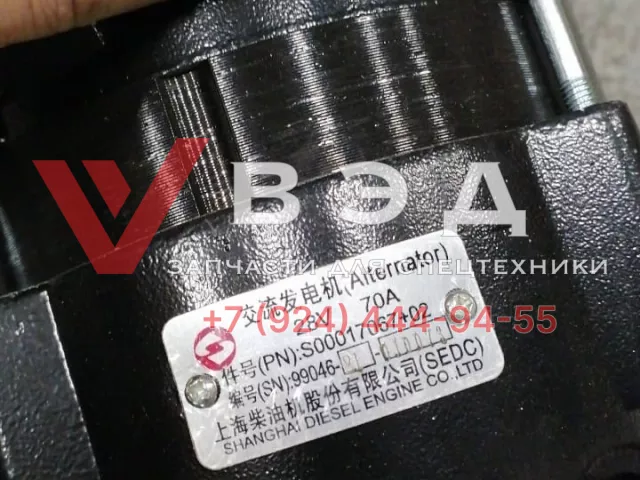 ВЭД
ЗАПЧАСТИ ДЛЯ СПЕЦТЕХНИКИ
+7 (924) 444-94-55
交流发电机(Alternator)
28V 70A
件号(PN):S00017067+02
编号(SN):99046-
上海柴油机股份有限公司(SEDC)
SHANGHAI DIESEL ENGINE CO.,LTD